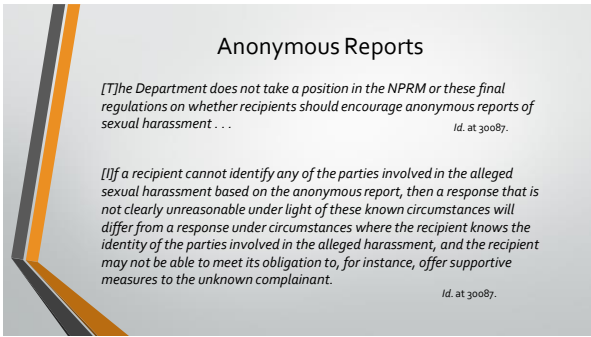 Anonymous Reports
[T]he Department does not take a position in the NPRM or these final
regulations on whether recipients should encourage anonymous reports of
sexual harassment . . .
Id. at 30087.
[I]f a recipient cannot identify any of the parties involved in the alleged
sexual harassment based on the anonymous report, then a response that is
not clearly unreasonable under light of these known circumstances will
differ from a response under circumstances where the recipient knows the
identity of the parties involved in the alleged harassment, and the recipient
may not be able to meet its obligation to, for instance, offer supportive
measures to the unknown complainant.
Id. at 30087.